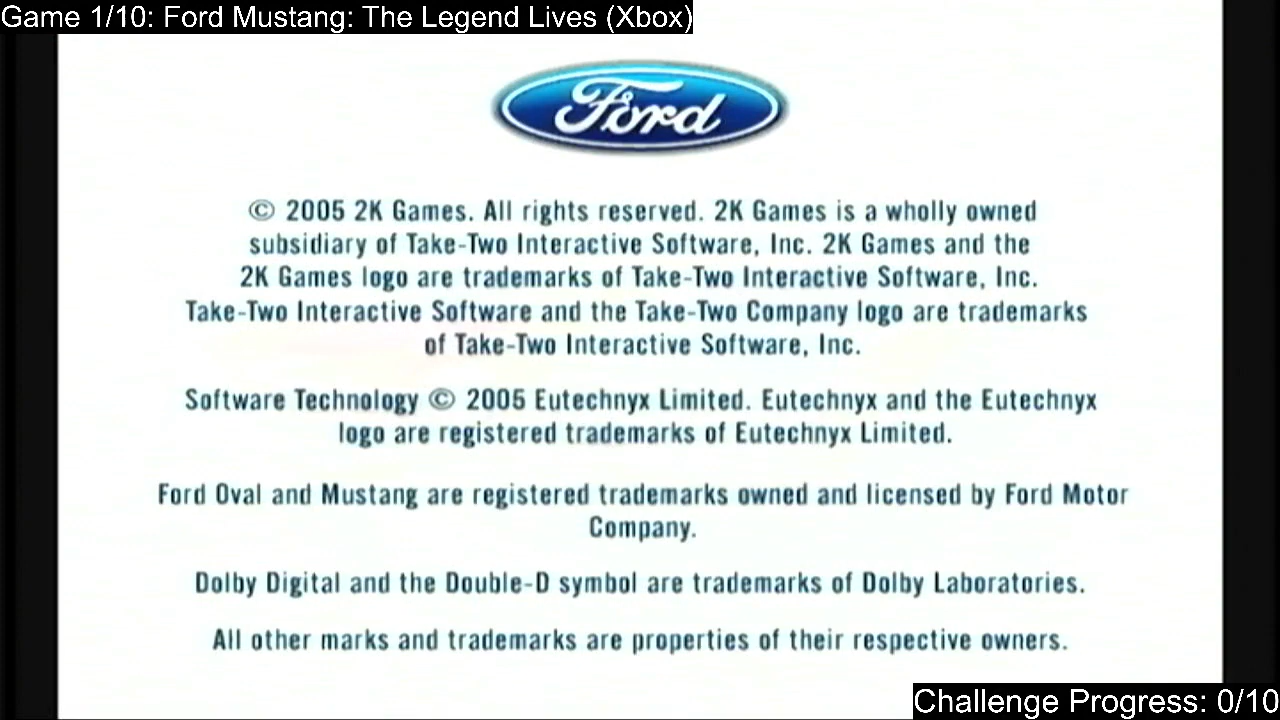 Game 1/10: Ford Mustang: The Legend Lives (Xbox)
Ford
© 2005 2K Games. All rights reserved. 2K Games is a wholly owned
subsidiary of Take-Two Interactive Software, Inc. 2K Games and the
2K Games logo are trademarks of Take-Two Interactive Software, Inc.
Take-Two Interactive Software and the Take-Two Company logo are trademarks
of Take-Two Interactive Software, Inc.
Software Technology © 2005 Eutechnyx Limited. Eutechnyx and the Eutechnyx
logo are registered trademarks of Eutechnyx Limited.
Ford Oval and Mustang are registered trademarks owned and licensed by Ford Motor
Company.
Dolby Digital and the Double-D symbol are trademarks of Dolby Laboratories.
All other marks and trademarks are properties of their respective owners.
Challenge Progress: 0/10